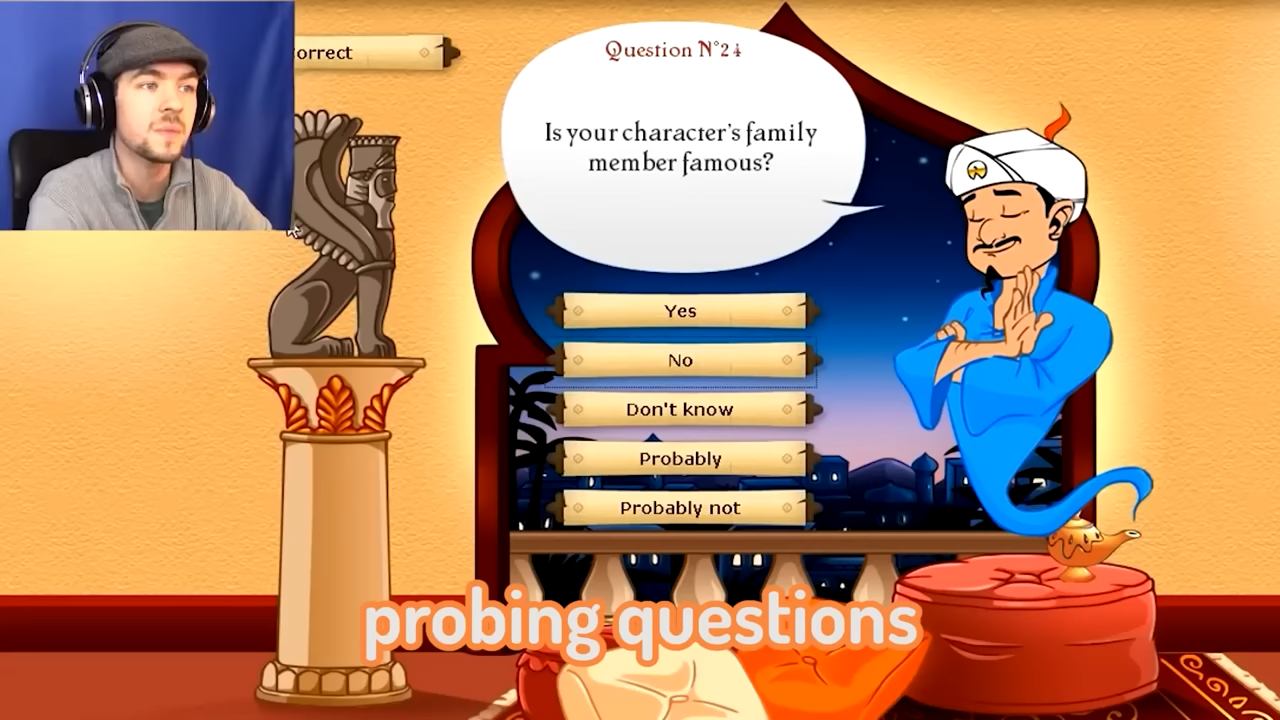 orrect
Question N°24
Is your character's family
member famous?
Yes
No
Don't know
Probably
Probably not
probing questions